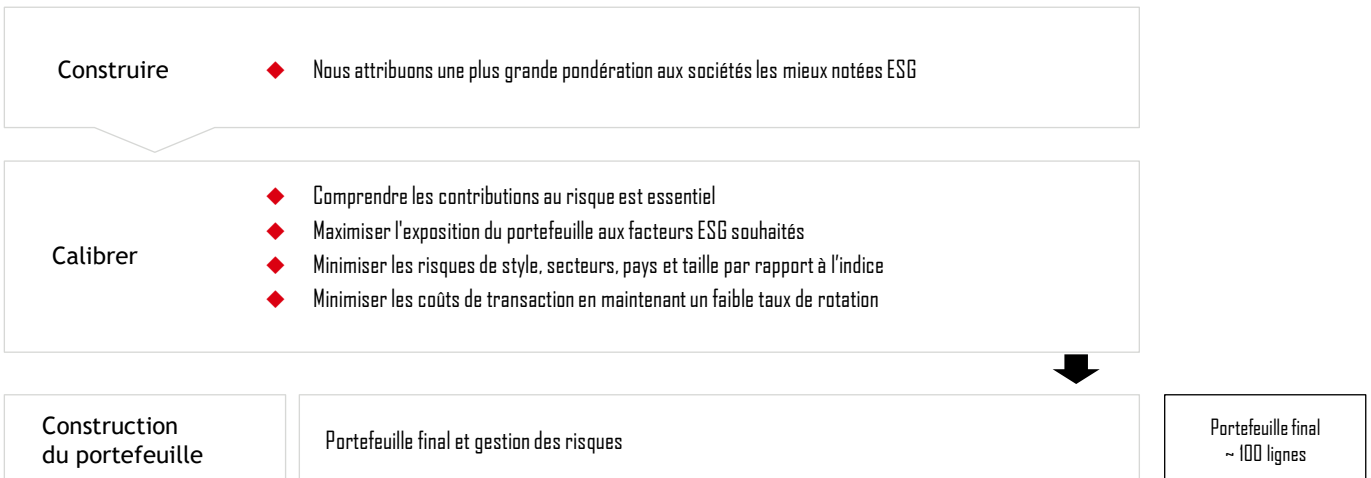 Construire
Nous attribuons une plus grande pondération aux sociétés les mieux notées ESG
Calibrer
Comprendre les contributions au risque est essentiel
Maximiser l'exposition du portefeuille aux facteurs ESG souhaités
Minimiser les risques de style, secteurs, pays et taille par rapport à l’indice
Minimiser les coûts de transaction en maintenant un faible taux de rotation
Construction
du portefeuille
Portefeuille final et gestion des risques
Portefeuille final
~ 100 lignes